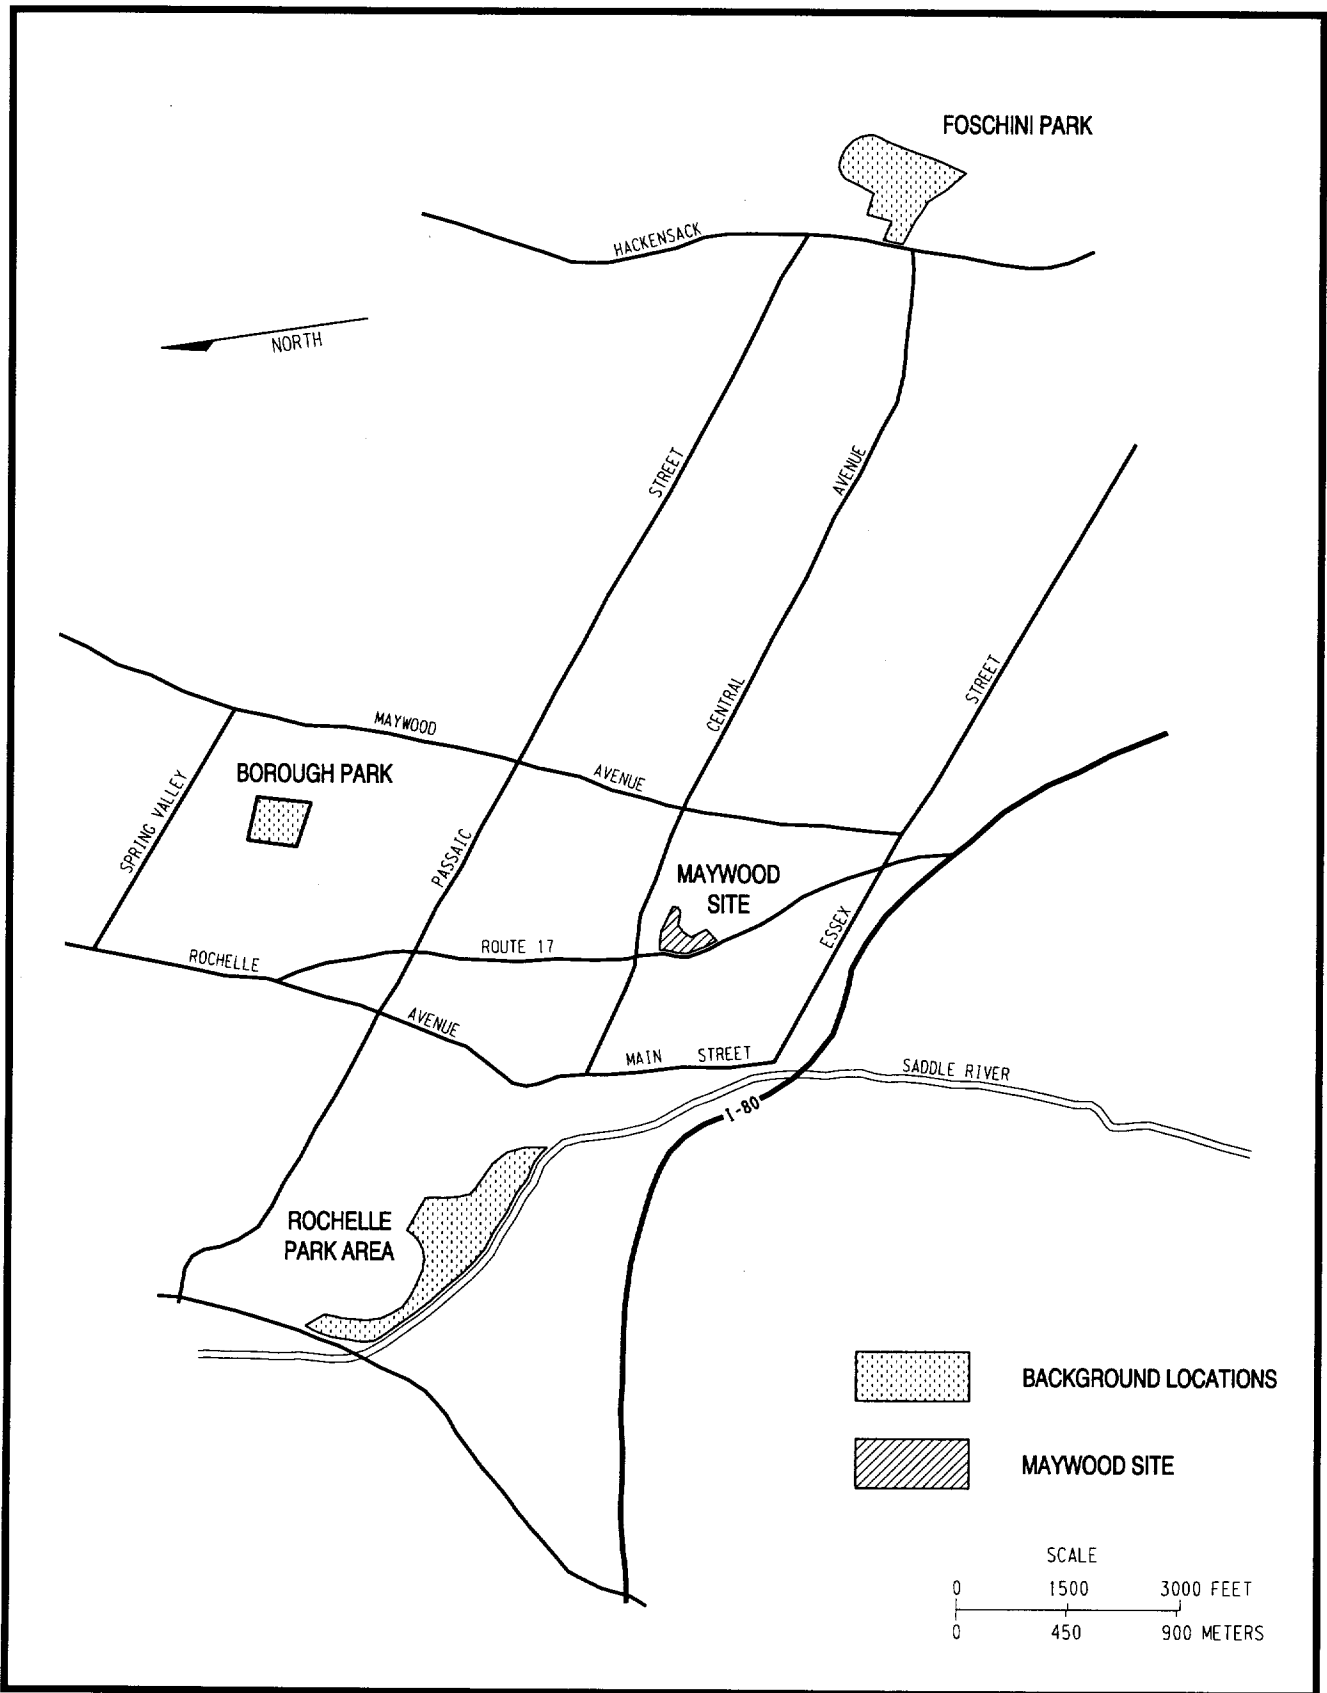 FOSCHINI PARK
HACKENSACK
NORTH
STREET
AVENUE
STREET
CENTRAL
MAYWOOD
AVENUE
BOROUGH PARK
SPRING VALLEY
PASSAIC
MAYWOOD
SITE
ESSEX
ROUTE 17
ROCHELLE
AVENUE
MAIN STREET
SADDLE RIVER
I-80
ROCHELLE
PARK AREA
BACKGROUND LOCATIONS
MAYWOOD SITE
SCALE
0 1500 3000 FEET
0 450 900 METERS